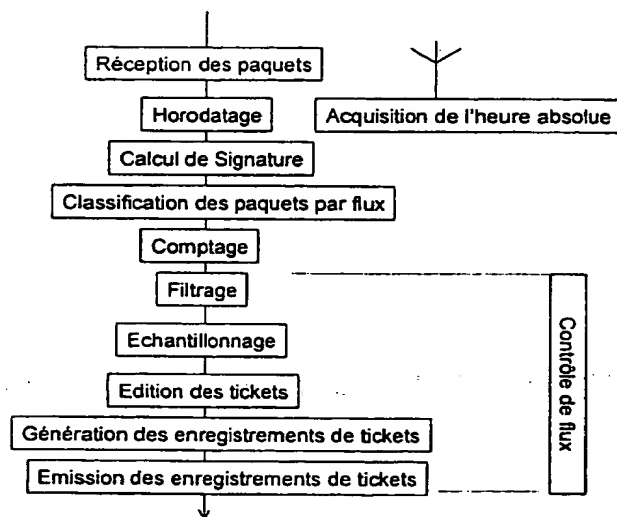 Réception des paquets
Horodatage
Acquisition de l'heure absolue
Calcul de Signature
Classification des paquets par flux
Comptage
Filtrage
Echantillonnage
Edition des tickets
Génération des enregistrements de tickets
Emission des enregistrements de tickets
Contrôle de flux